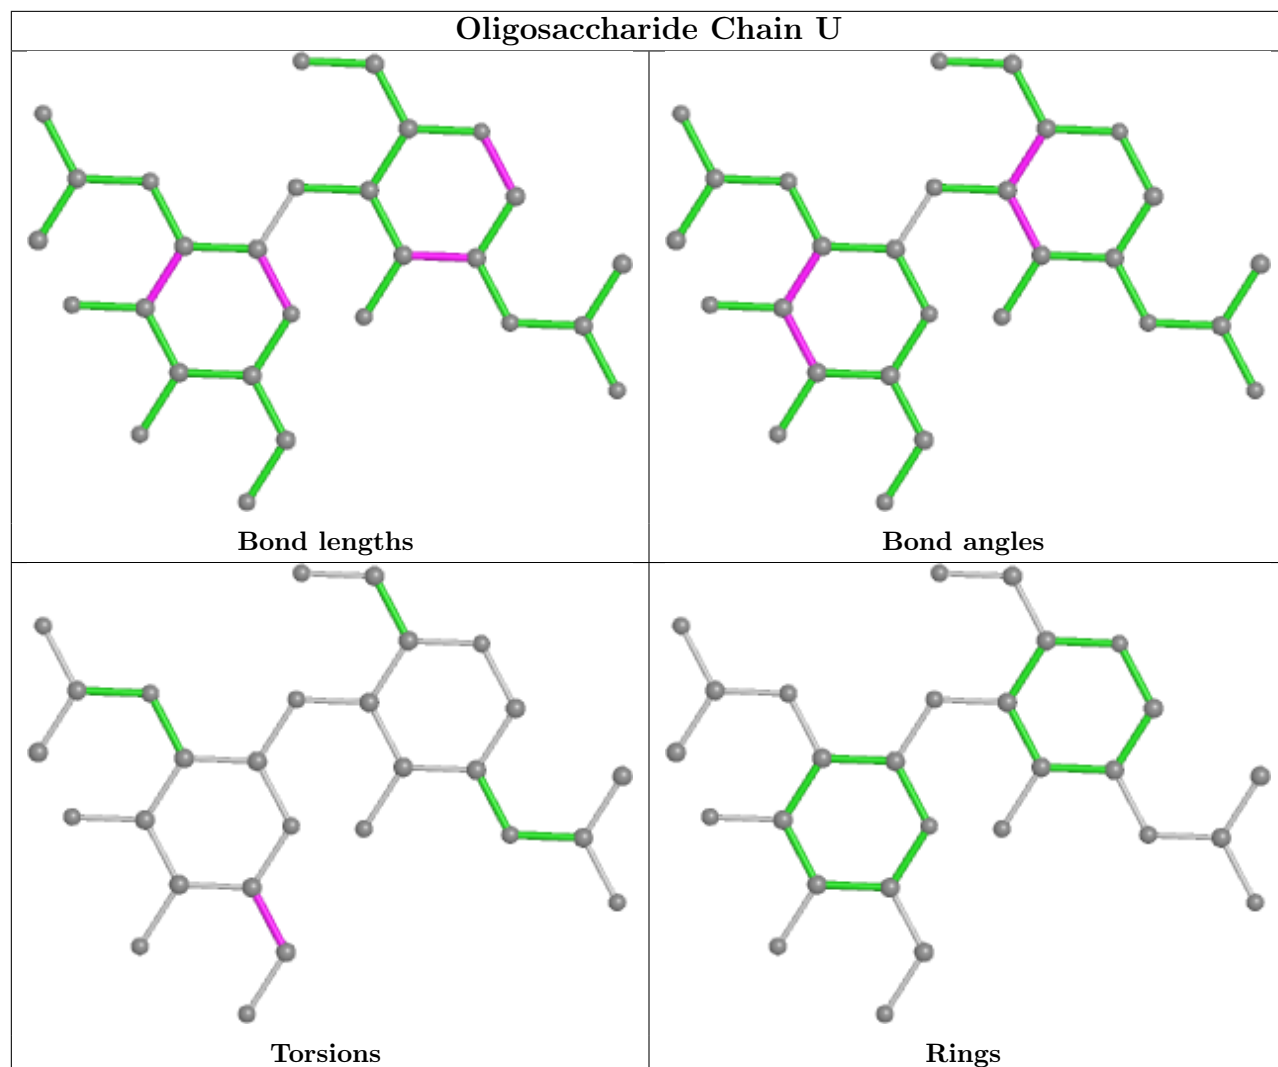 Oligosaccharide Chain U
Bond lengths
Bond angles
Torsions
Rings